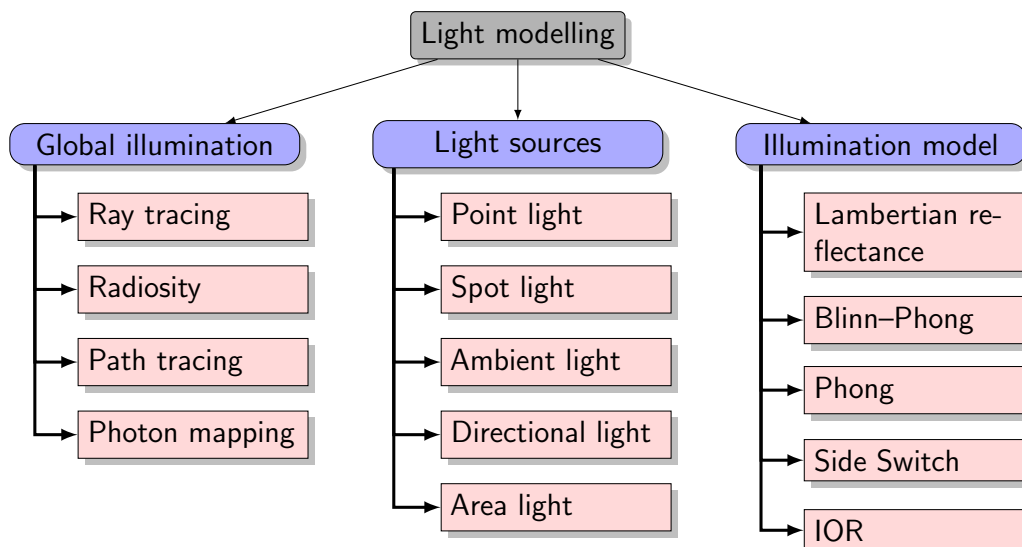 Light modelling
Global illumination
Ray tracing
Radiosity
Path tracing
Photon mapping
Light sources
Point light
Spot light
Ambient light
Directional light
Area light
Illumination model
Lambertian re-
flectance
Blinn–Phong
Phong
Side Switch
IOR